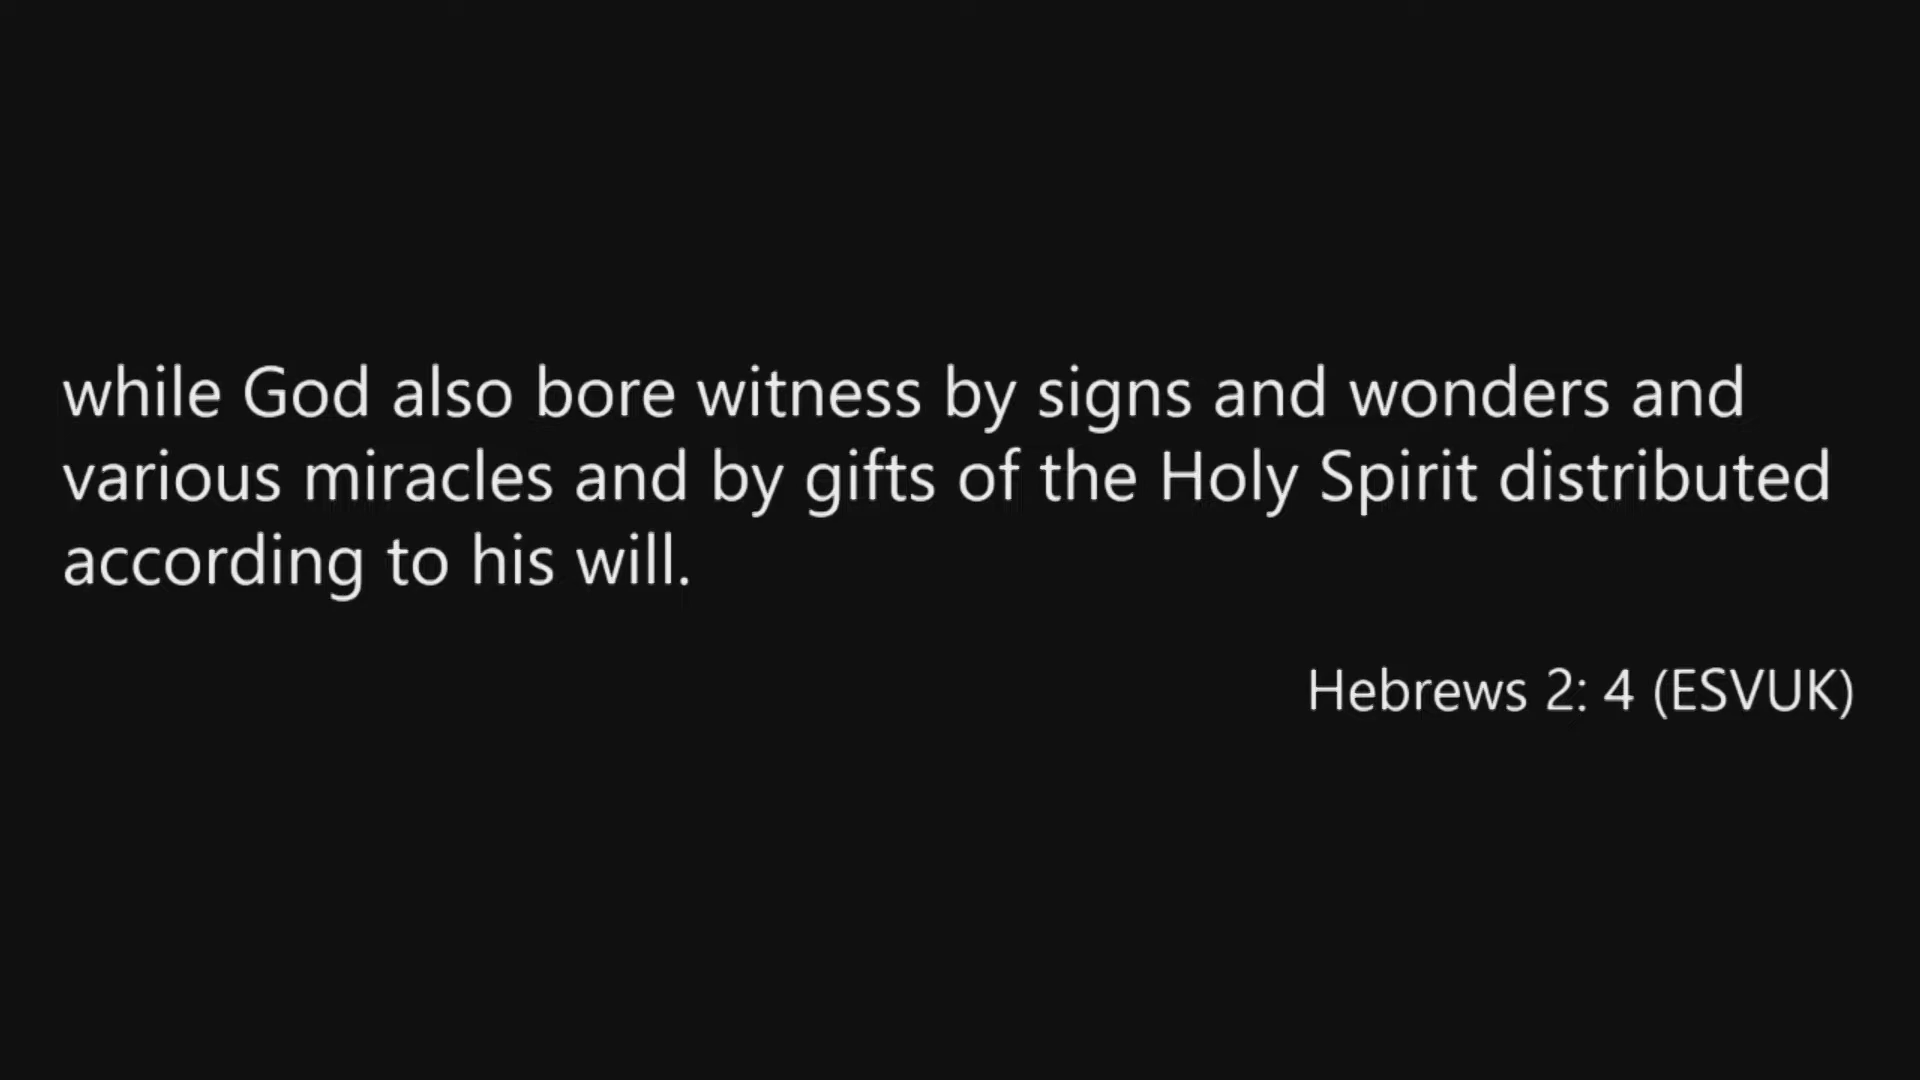 while God also bore witness by signs and wonders and
various miracles and by gifts of the Holy Spirit distributed
according to his will.
Hebrews 2: 4 (ESVUK)